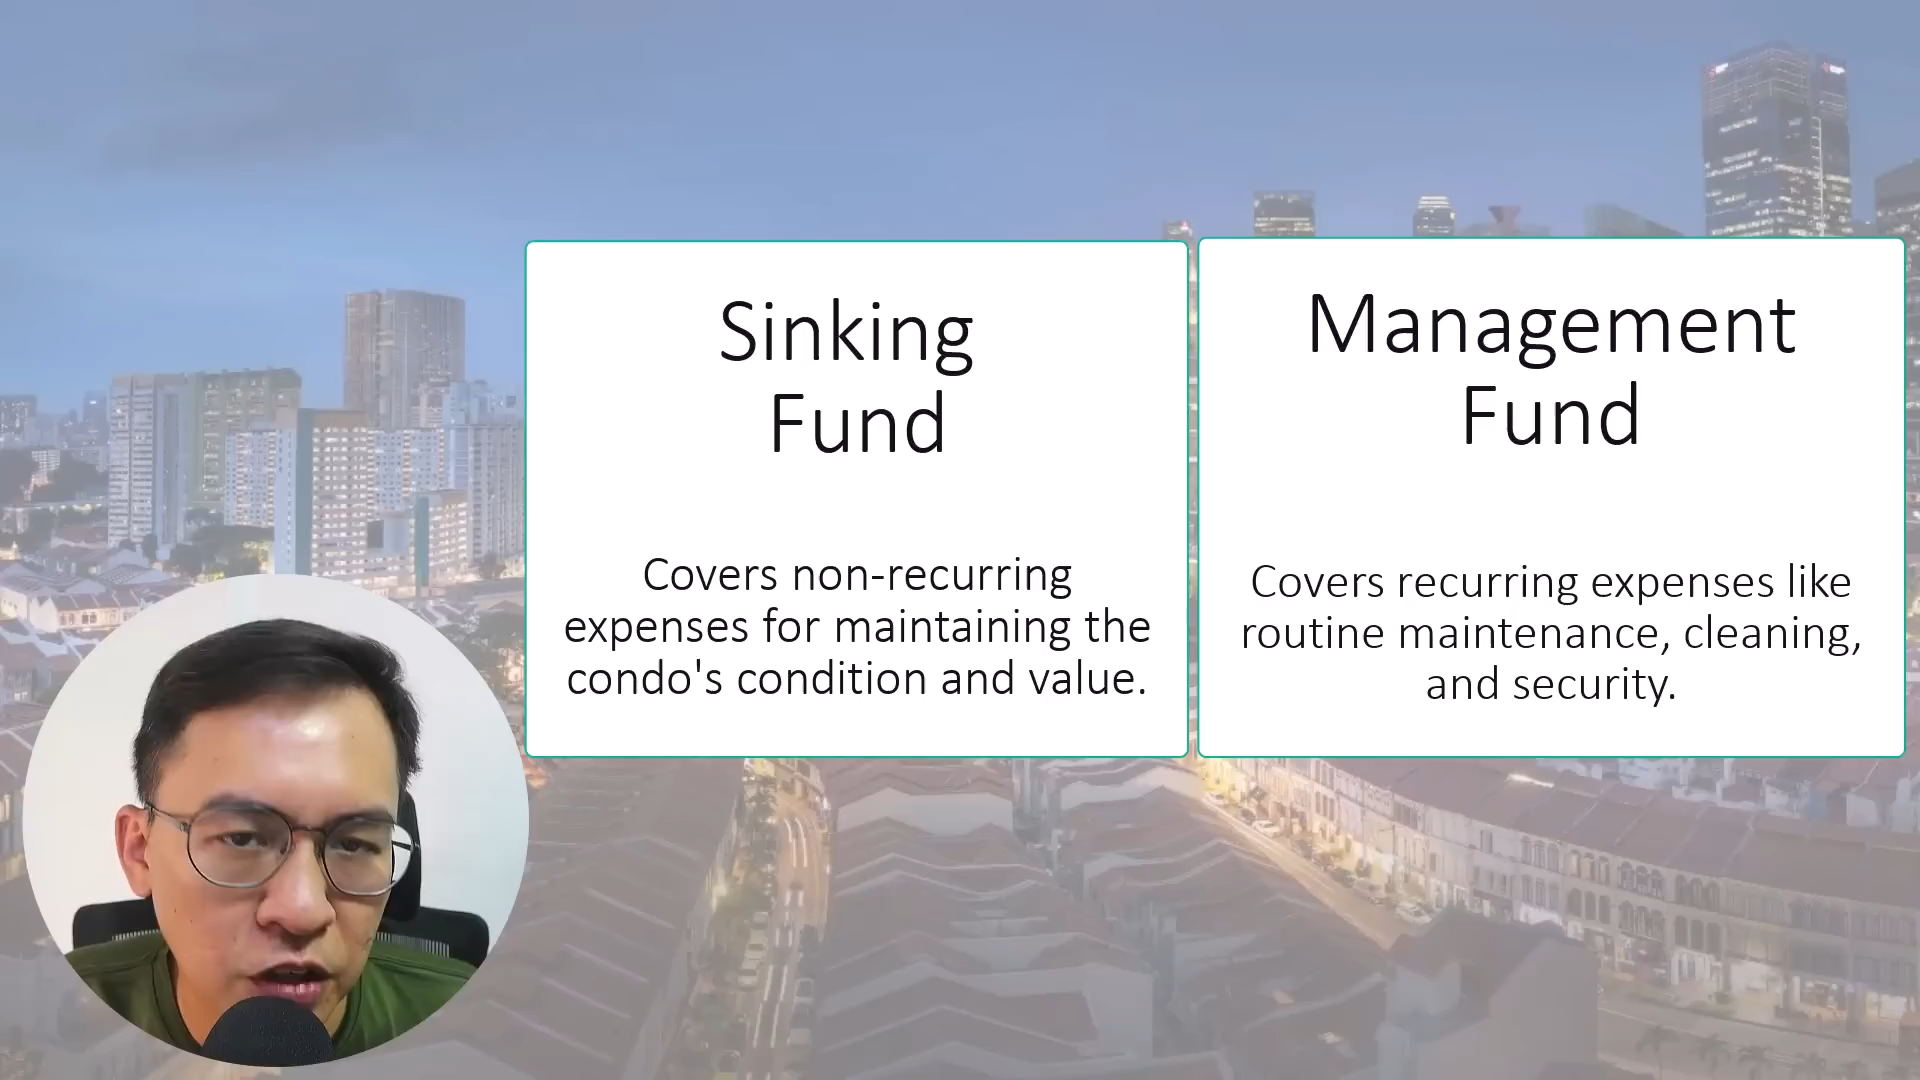 Sinking
Fund
Covers non-recurring
expenses for maintaining the
condo's condition and value.
Management
Fund
Covers recurring expenses like
routine maintenance, cleaning,
and security.